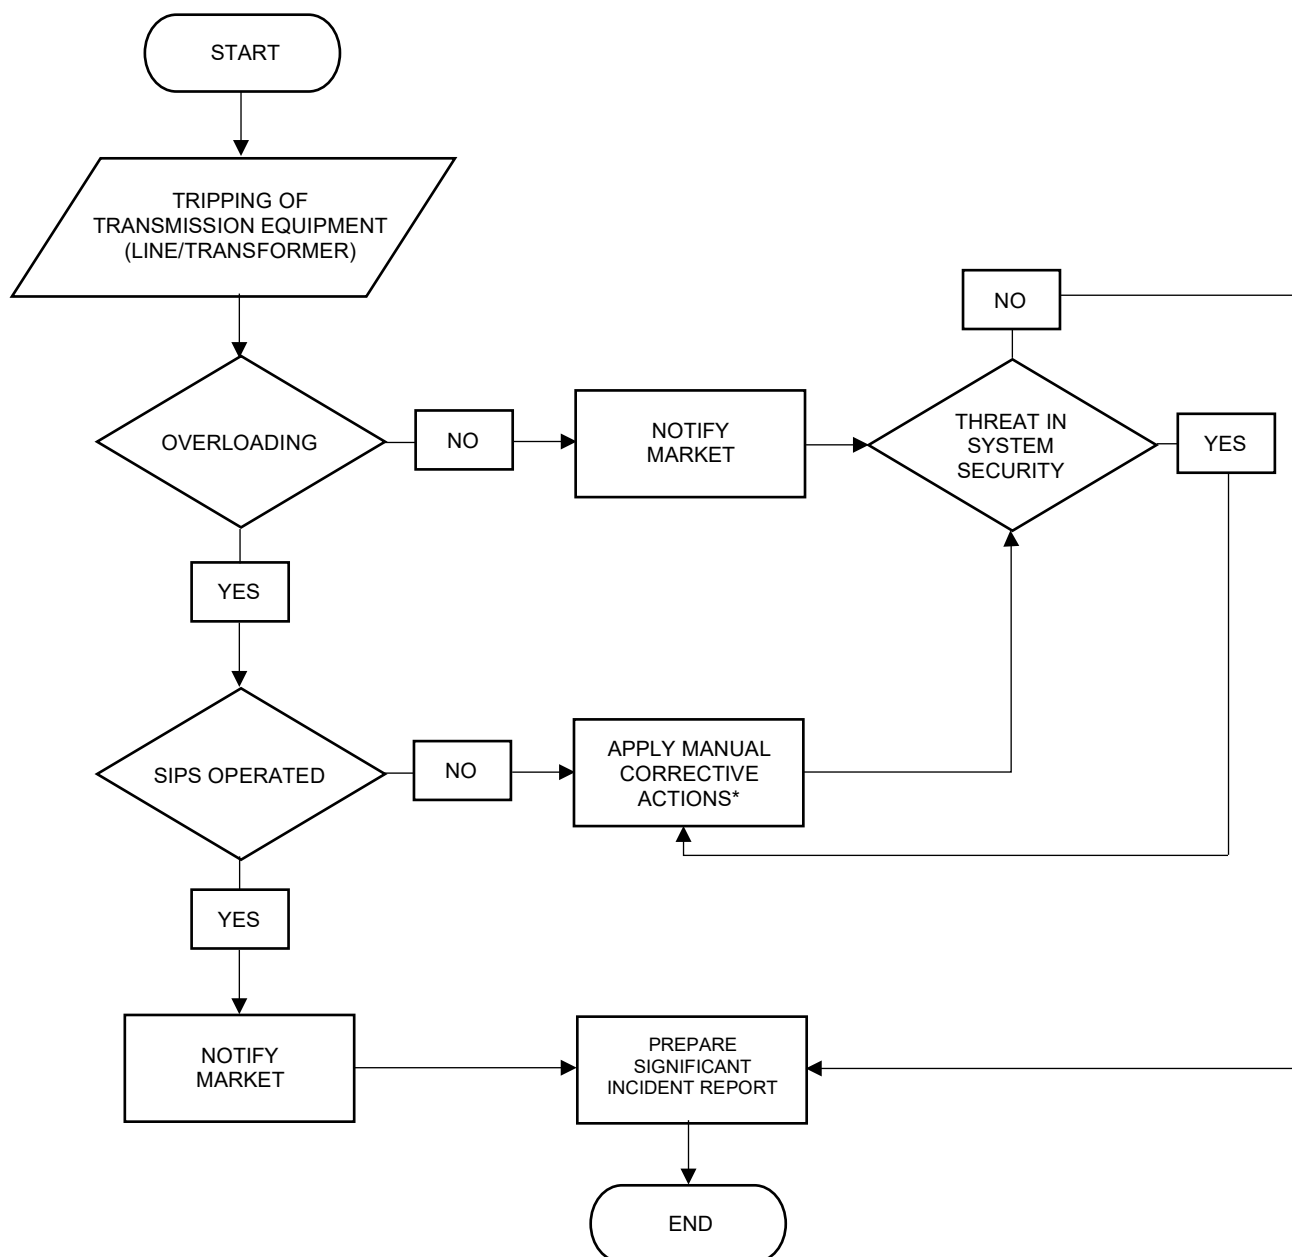 START
TRIPPING OF
TRANSMISSION EQUIPMENT
(LINE/TRANSFORMER)
NO
OVERLOADING
NO
NOTIFY
MARKET
THREAT IN
SYSTEM
SECURITY
YES
YES
SIPS OPERATED
NO
APPLY MANUAL
CORRECTIVE
ACTIONS*
YES
NOTIFY
MARKET
PREPARE
SIGNIFICANT
INCIDENT REPORT
END